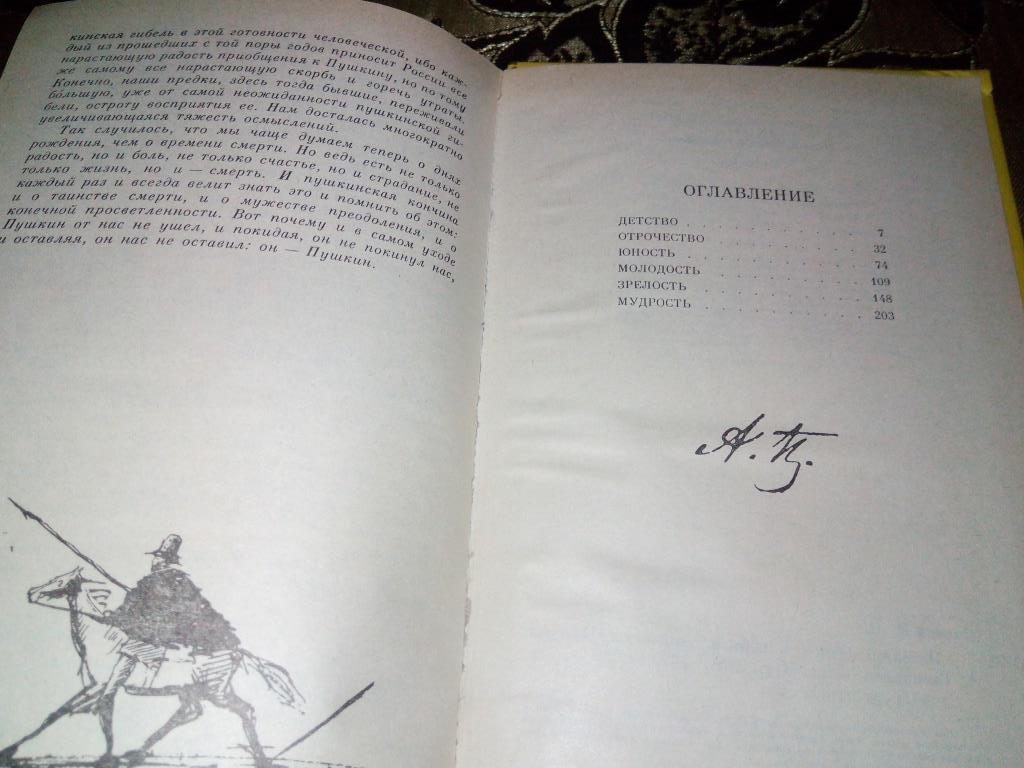 кинская гибель в этой готовности человеческой, ибо каж-
дый из прошедших с той поры годов приносит России все
нарастающую радость приобщения к Пушкину, но по тому
же самому все нарастающую скорбь и горечь утраты.
Конечно, наши предки, здесь тогда бывшие, переживали
бо́льшую, уже от самой неожиданности пушкинской ги-
бели, остроту восприятия ее. Нам досталась многократно
увеличивающаяся тяжесть осмыслений.
Так случилось, что мы чаще думаем теперь о днях
рождения, чем о времени смерти. Но ведь есть не только
радость, но и боль, не только счастье, но и страдание, не
только жизнь, но и — смерть. И пушкинская кончина
каждый раз и всегда велит знать это и помнить об этом:
и о таинстве смерти, и о мужестве преодоления, и о
конечной просветленности. Вот почему и в самом уходе
Пушкин от нас не ушел, и покидая, он не покинул нас,
и оставляя, он нас не оставил: он — Пушкин.
ОГЛАВЛЕНИЕ
ДЕТСТВО . . . . . . . . . . 7
ОТРОЧЕСТВО . . . . . . . . . 32
ЮНОСТЬ . . . . . . . . . . 74
МОЛОДОСТЬ . . . . . . . . . 109
ЗРЕЛОСТЬ . . . . . . . . . . 148
МУДРОСТЬ . . . . . . . . . . 203